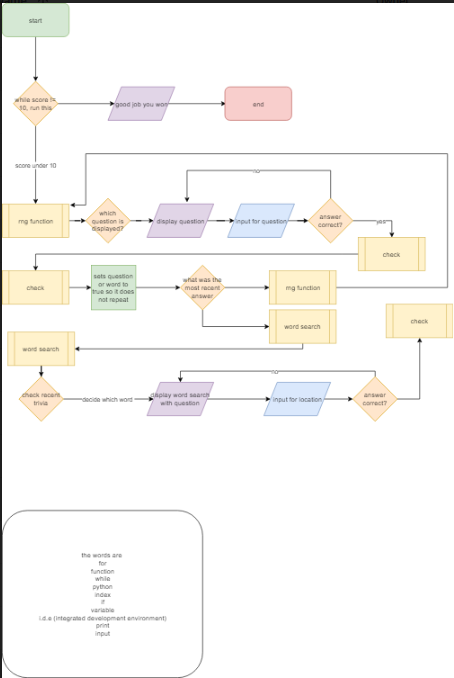 start
while score !=
10, run this
good job you won
end
score under 10
no
rng function
which
question is
displayed?
display question
input for question
answer
correct?
yes
check
check
sets question
or word to
true so it does
not repeat
what was the
most recent
answer
rng function
word search
check
word search
check recent
trivia
decide which word
no
display word search
with question
input for location
answer
correct?
the words are
for
function
while
python
index
if
variable
i.d.e (integrated development environment)
print
input